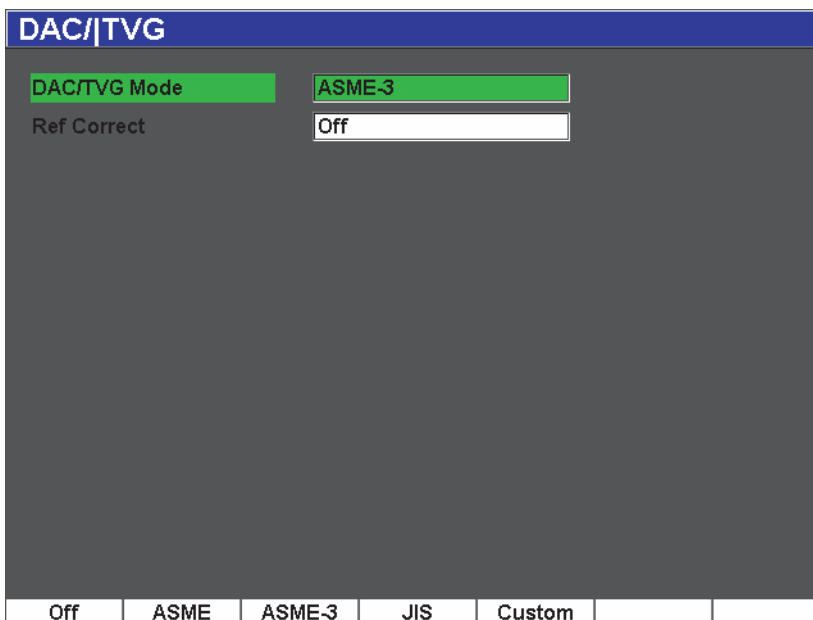 DAC/|TVG
DAC/TVG Mode ASME-3
Ref Correct Off
Off ASME ASME-3 JIS Custom